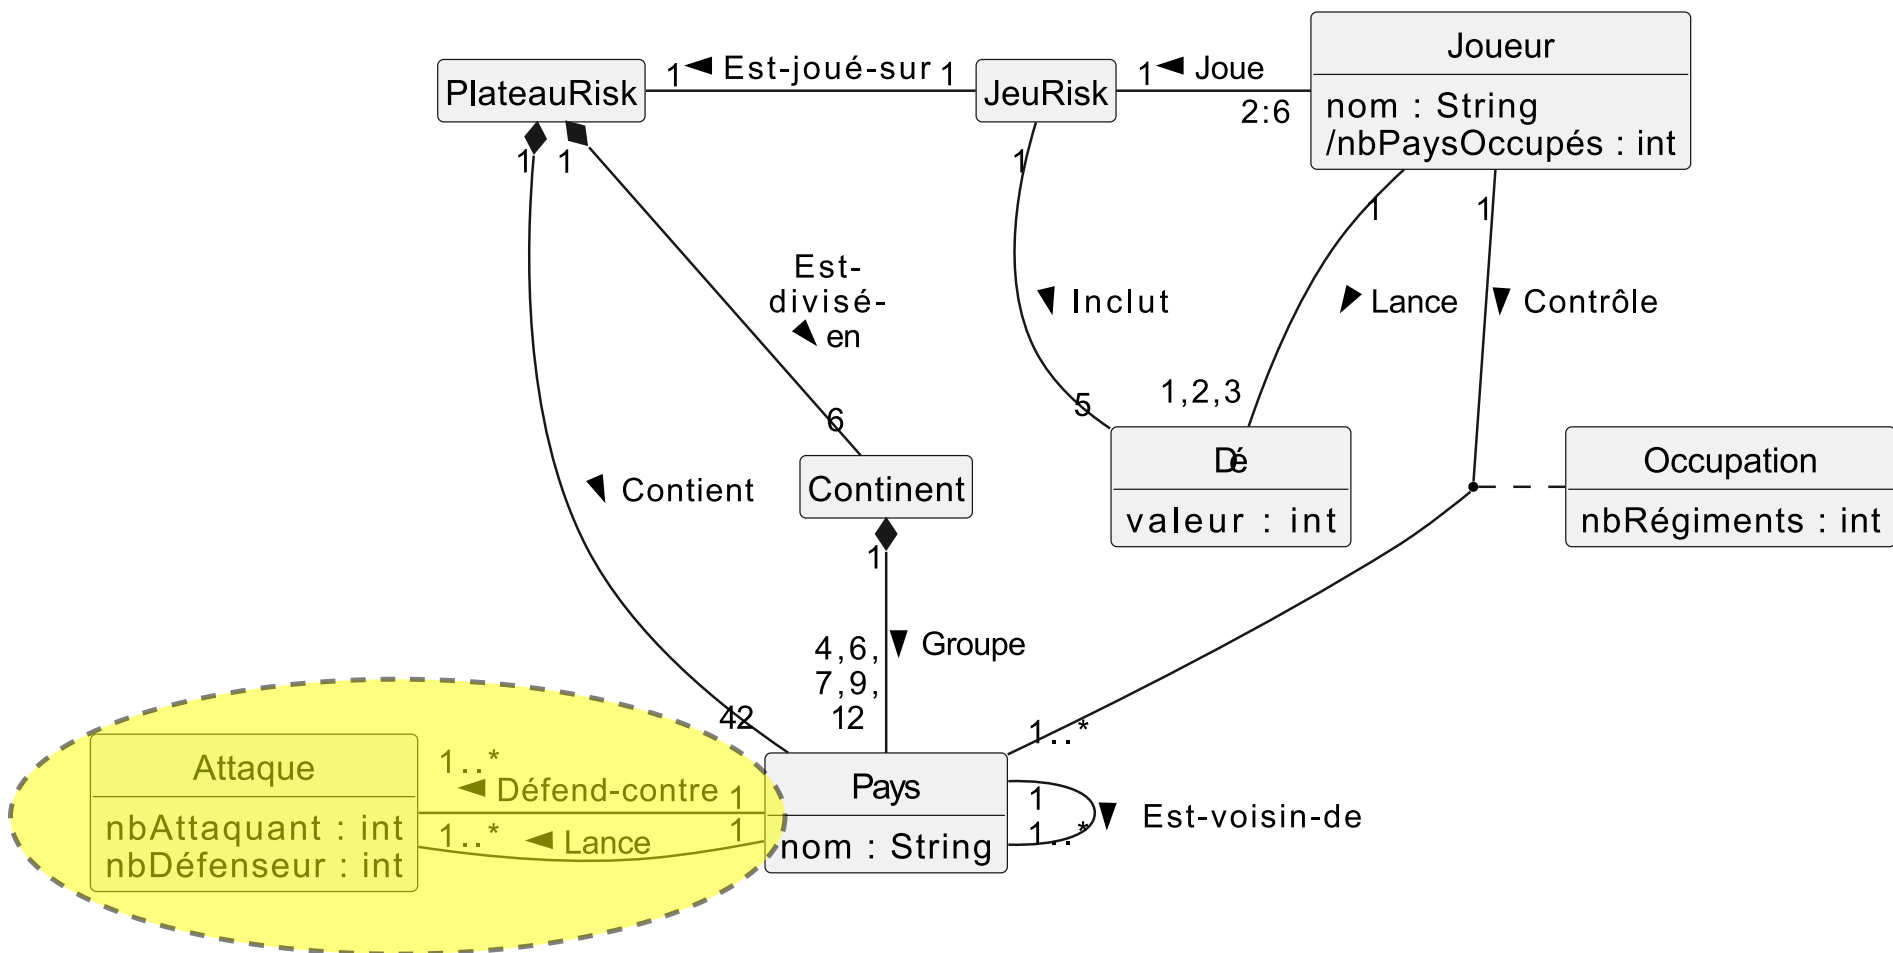 Joueur
PlateauRisk
1
Est-joué-sur
1
JeuRisk
1
Joue
2:6
nom : String
/nbPaysOccupés : int
1
1
1
1
1
Est-
divisé-
en
Inclut
Lance
Contrôle
1,2,3
5
6
Dé
valeur : int
Occupation
nbRégiments : int
Continent
Contient
1
4,6,
7,9,
12
Groupe
42
1..*
Attaque
nbAttaquant : int
nbDéfenseur : int
1..*
Défend-contre
1
1..*
Lance
1
Pays
nom : String
1
1..*
Est-voisin-de